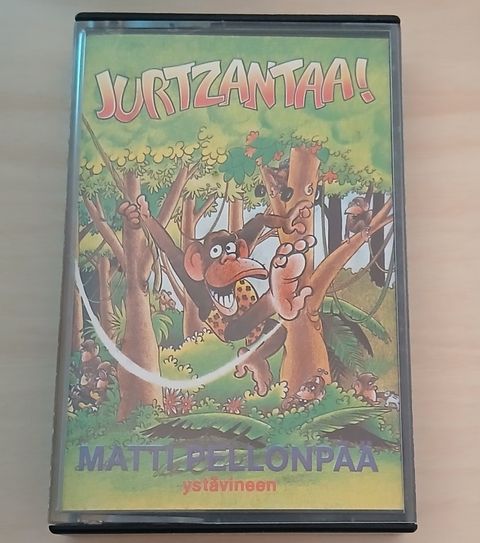 JURTZANTAA!
MATTI PELLONPÄÄ
ystävineen